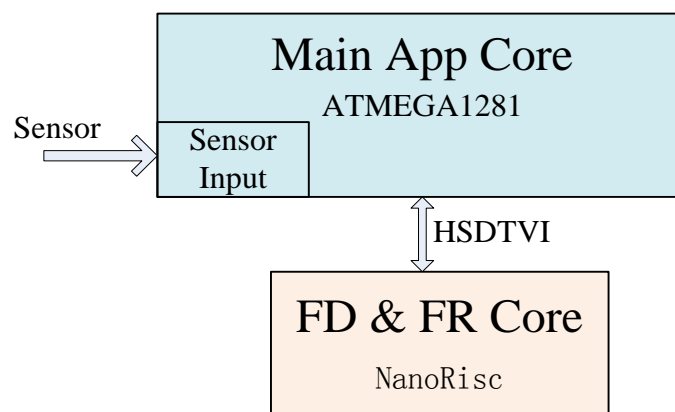 Main App Core
ATMEGA1281
Sensor
Sensor
Input
HSDTVI
FD & FR Core
NanoRisc